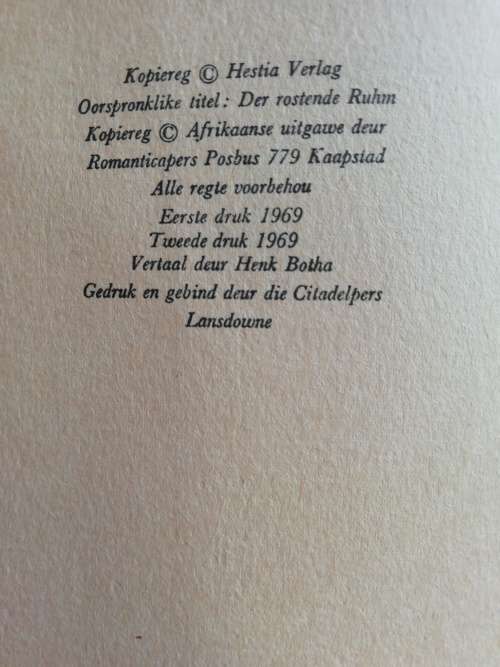 Kopiereg © Hestia Verlag
Oorspronklike titel: Der rostende Ruhm
Kopiereg © Afrikaanse uitgawe deur
Romanticapers Posbus 779 Kaapstad
Alle regte voorbehou
Eerste druk 1969
Tweede druk 1969
Vertaal deur Henk Botha
Gedruk en gebind deur die Citadelpers
Lansdowne